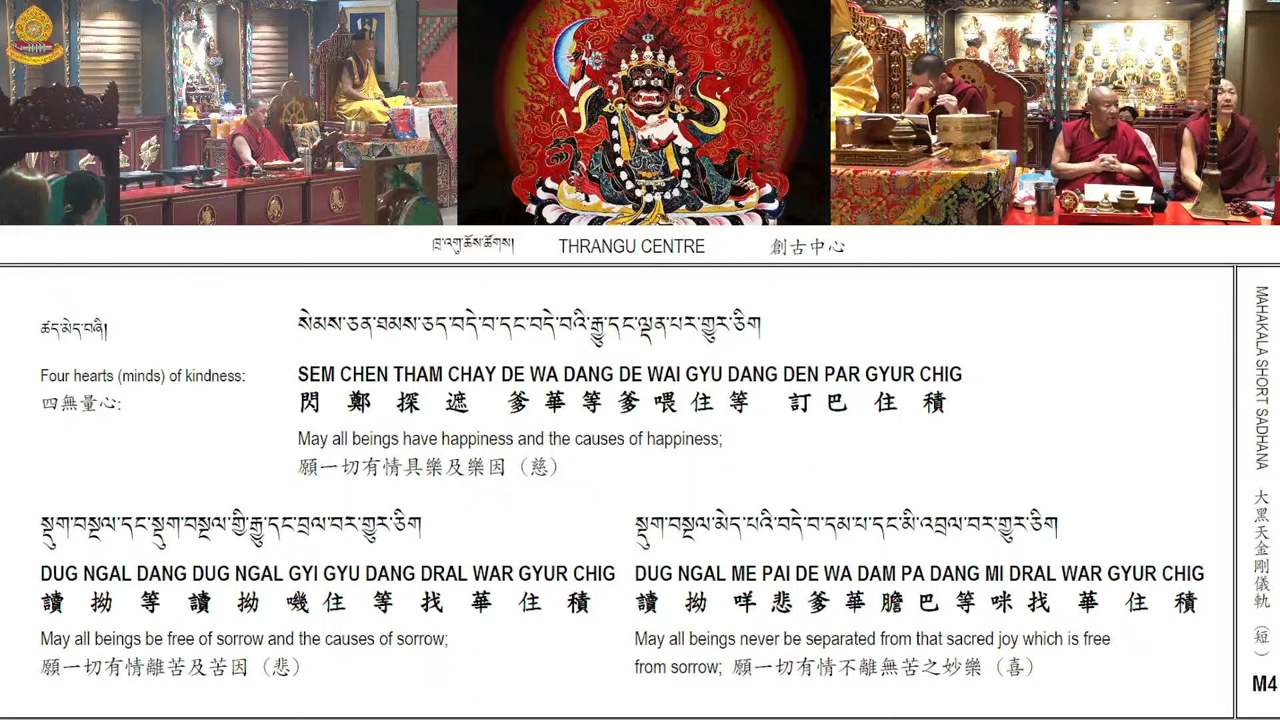 ཁྲ་འགུ་ཆོས་ཚོགས། THRANGU CENTRE 創古中心
ཚད་མེད་བཞི།
སེམས་ཅན་ཐམས་ཅད་བདེ་བ་དང་བདེ་བའི་རྒྱུ་དང་ལྡན་པར་གྱུར་ཅིག
Four hearts (minds) of kindness:
SEM CHEN THAM CHAY DE WA DANG DE WAI GYU DANG DEN PAR GYUR CHIG
四無量心:
閃 鄭 探 遮 爹 華 等 爹 喂 住 等 訂 巴 住 積
May all beings have happiness and the causes of happiness;
願一切有情具樂及樂因（慈）
སྡུག་བསྔལ་དང་སྡུག་བསྔལ་གྱི་རྒྱུ་དང་བྲལ་བར་གྱུར་ཅིག
DUG NGAL DANG DUG NGAL GYI GYU DANG DRAL WAR GYUR CHIG
讀 拗 等 讀 拗 嘰 住 等 找 華 住 積
May all beings be free of sorrow and the causes of sorrow;
願一切有情離苦及苦因（悲）
སྡུག་བསྔལ་མེད་པའི་བདེ་བ་དམ་པ་དང་མི་འབྲལ་བར་གྱུར་ཅིག
DUG NGAL ME PAI DE WA DAM PA DANG MI DRAL WAR GYUR CHIG
讀 拗 咩 悲 爹 華 膽 巴 等 咪 找 華 住 積
May all beings never be separated from that sacred joy which is free
from sorrow; 願一切有情不離無苦之妙樂（喜）
MAHAKALA SHORT SADHANA 大黑天金剛儀軌（短）
M4